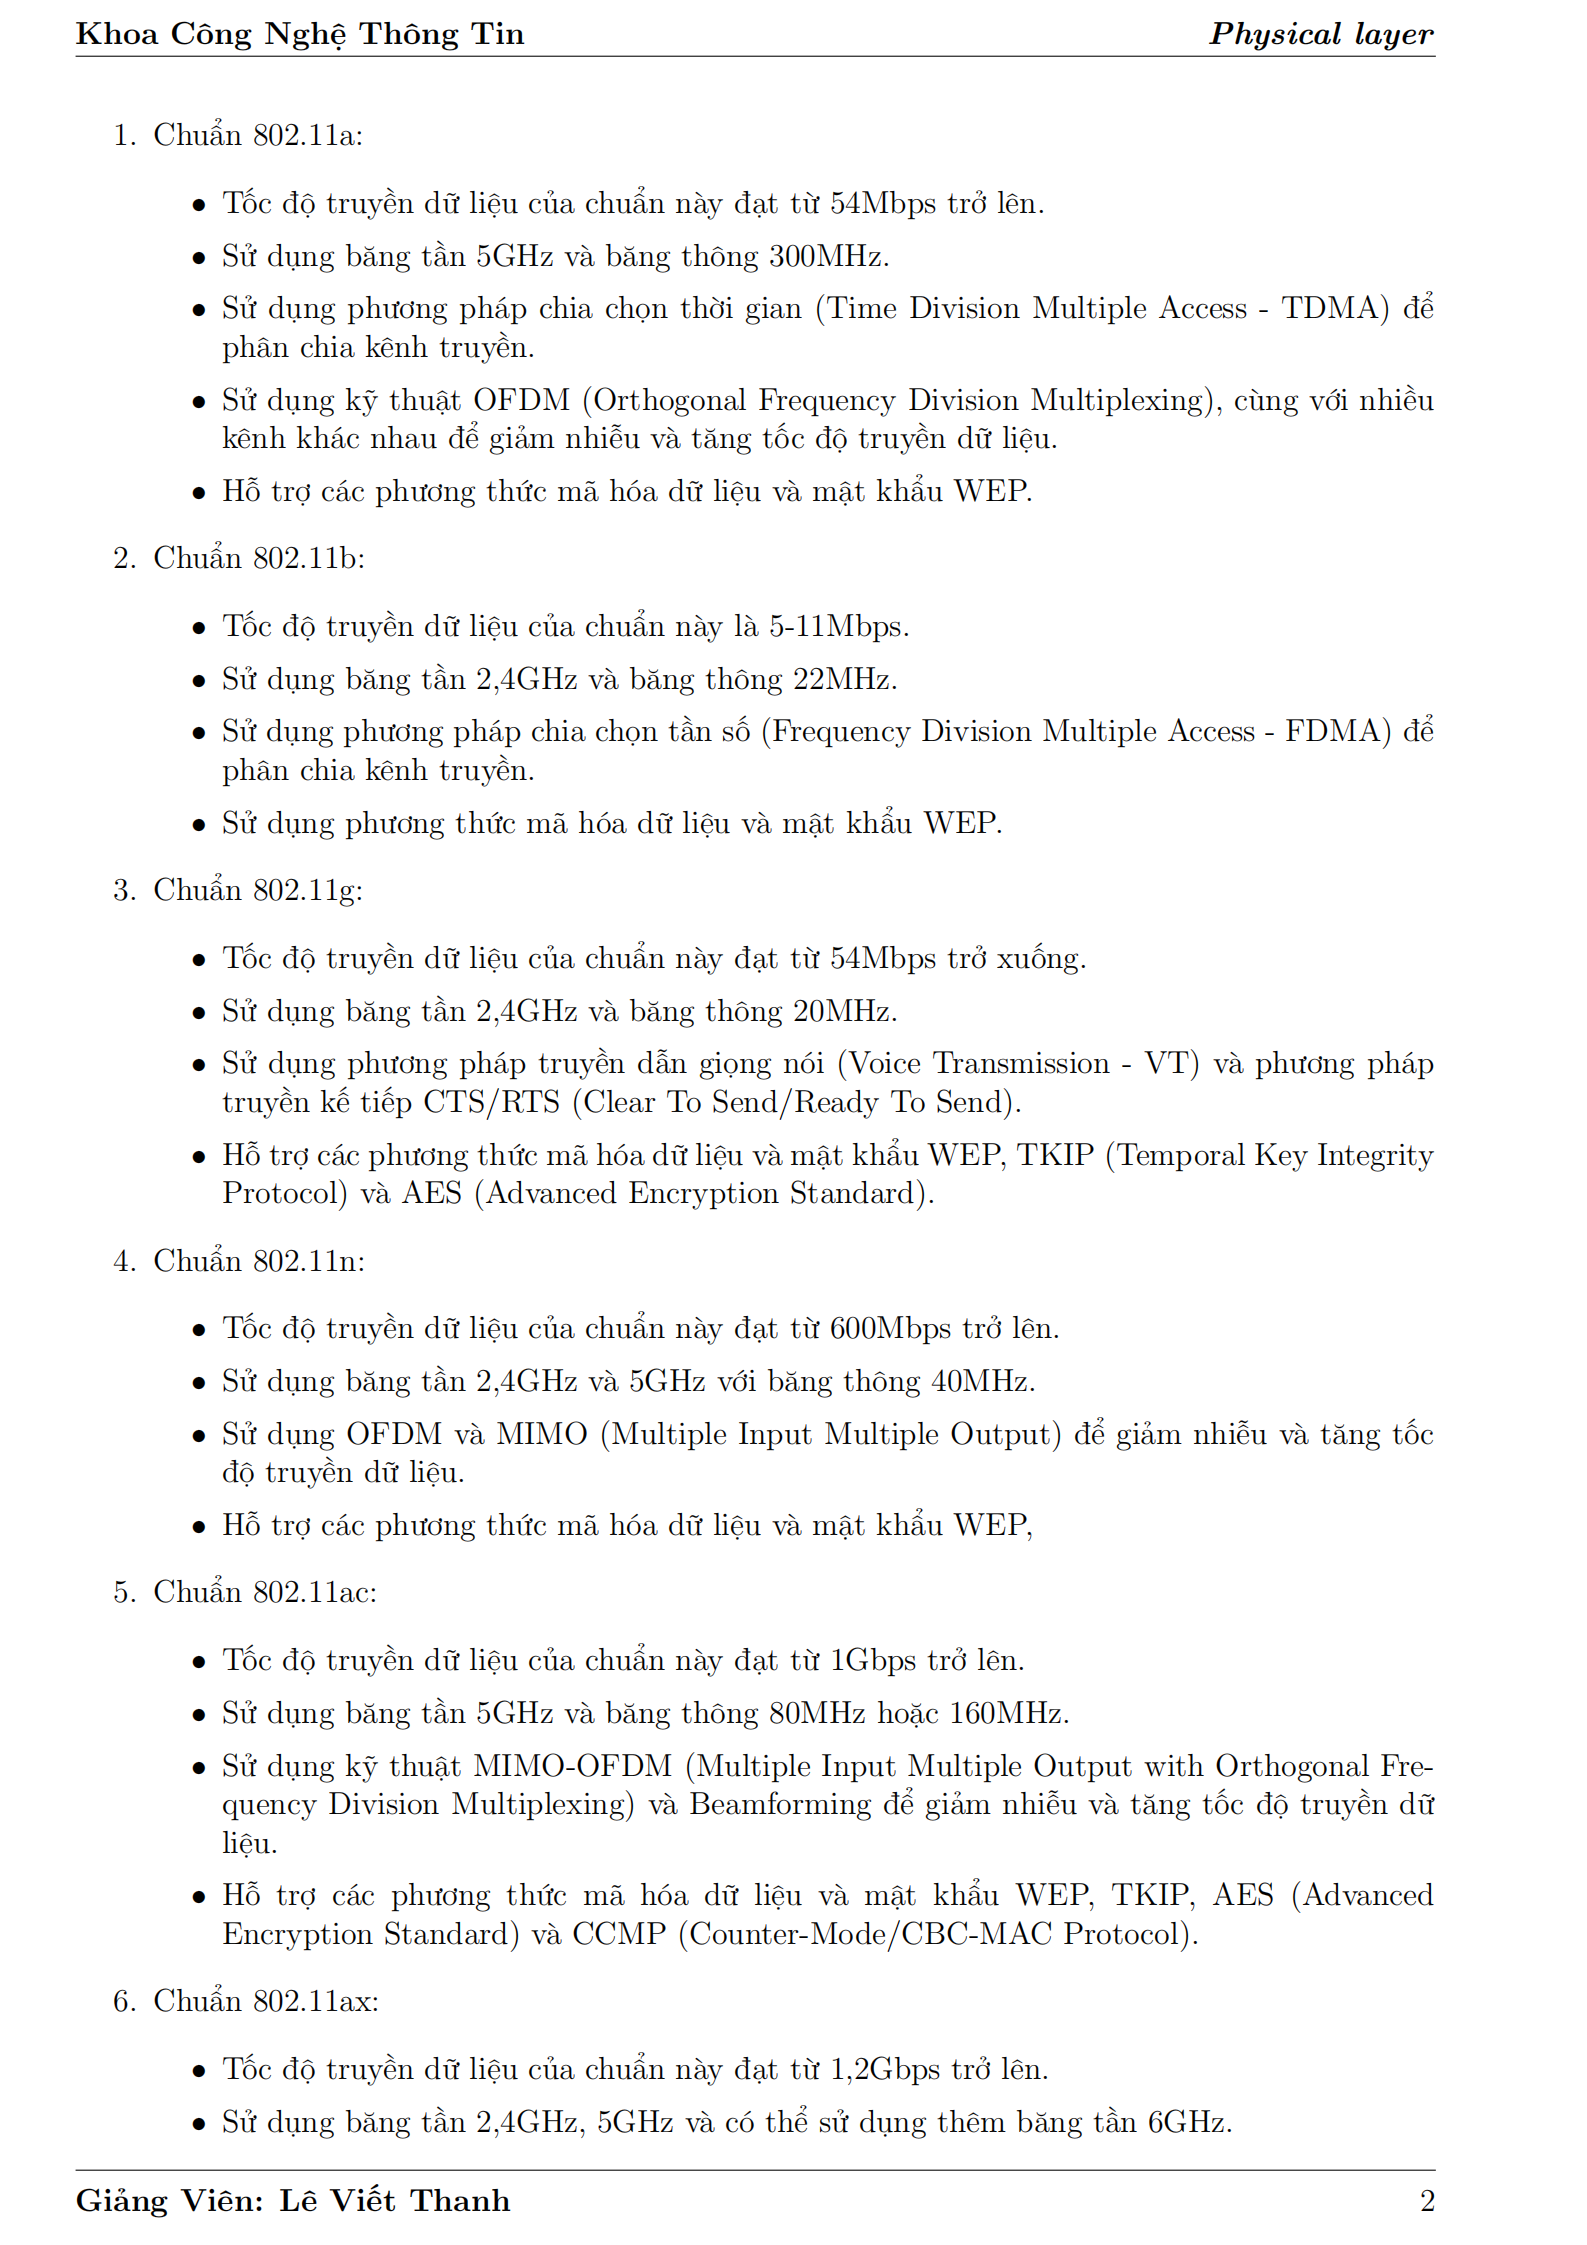 Khoa Công Nghệ Thông Tin Physical layer
1. Chuẩn 802.11a:
• Tốc độ truyền dữ liệu của chuẩn này đạt từ 54Mbps trở lên.
• Sử dụng băng tần 5GHz và băng thông 300MHz.
• Sử dụng phương pháp chia chọn thời gian (Time Division Multiple Access - TDMA) để
phân chia kênh truyền.
• Sử dụng kỹ thuật OFDM (Orthogonal Frequency Division Multiplexing), cùng với nhiều
kênh khác nhau để giảm nhiễu và tăng tốc độ truyền dữ liệu.
• Hỗ trợ các phương thức mã hóa dữ liệu và mật khẩu WEP.
2. Chuẩn 802.11b:
• Tốc độ truyền dữ liệu của chuẩn này là 5-11Mbps.
• Sử dụng băng tần 2,4GHz và băng thông 22MHz.
• Sử dụng phương pháp chia chọn tần số (Frequency Division Multiple Access - FDMA) để
phân chia kênh truyền.
• Sử dụng phương thức mã hóa dữ liệu và mật khẩu WEP.
3. Chuẩn 802.11g:
• Tốc độ truyền dữ liệu của chuẩn này đạt từ 54Mbps trở xuống.
• Sử dụng băng tần 2,4GHz và băng thông 20MHz.
• Sử dụng phương pháp truyền dẫn giọng nói (Voice Transmission - VT) và phương pháp
truyền kế tiếp CTS/RTS (Clear To Send/Ready To Send).
• Hỗ trợ các phương thức mã hóa dữ liệu và mật khẩu WEP, TKIP (Temporal Key Integrity
Protocol) và AES (Advanced Encryption Standard).
4. Chuẩn 802.11n:
• Tốc độ truyền dữ liệu của chuẩn này đạt từ 600Mbps trở lên.
• Sử dụng băng tần 2,4GHz và 5GHz với băng thông 40MHz.
• Sử dụng OFDM và MIMO (Multiple Input Multiple Output) để giảm nhiễu và tăng tốc
độ truyền dữ liệu.
• Hỗ trợ các phương thức mã hóa dữ liệu và mật khẩu WEP,
5. Chuẩn 802.11ac:
• Tốc độ truyền dữ liệu của chuẩn này đạt từ 1Gbps trở lên.
• Sử dụng băng tần 5GHz và băng thông 80MHz hoặc 160MHz.
• Sử dụng kỹ thuật MIMO-OFDM (Multiple Input Multiple Output with Orthogonal Fre-
quency Division Multiplexing) và Beamforming để giảm nhiễu và tăng tốc độ truyền dữ
liệu.
• Hỗ trợ các phương thức mã hóa dữ liệu và mật khẩu WEP, TKIP, AES (Advanced
Encryption Standard) và CCMP (Counter-Mode/CBC-MAC Protocol).
6. Chuẩn 802.11ax:
• Tốc độ truyền dữ liệu của chuẩn này đạt từ 1,2Gbps trở lên.
• Sử dụng băng tần 2,4GHz, 5GHz và có thể sử dụng thêm băng tần 6GHz.
Giảng Viên: Lê Viết Thanh 2